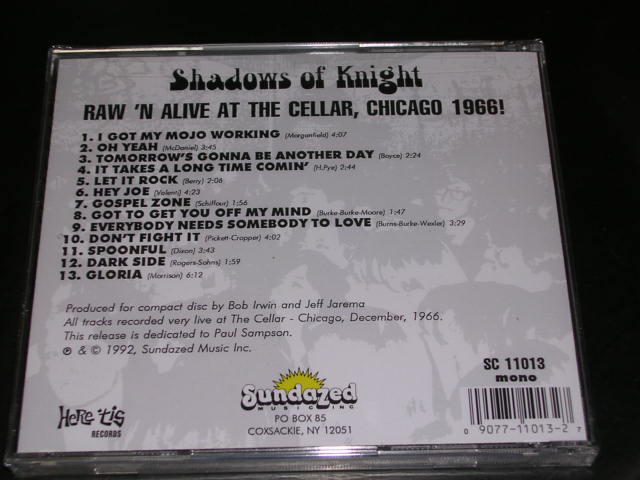 Shadows of Knight
RAW 'N ALIVE AT THE CELLAR, CHICAGO 1966!
1. I GOT MY MOJO WORKING (Morganfield) 4:07
2. OH YEAH (McDaniel) 3:45
3. TOMORROW'S GONNA BE ANOTHER DAY (Boyce) 2:24
4. IT TAKES A LONG TIME COMIN' (H.Pye) 2:44
5. LET IT ROCK (Berry) 2:06
6. HEY JOE (Valenti) 4:23
7. GOSPEL ZONE (Schiffour) 1:56
8. GOT TO GET YOU OFF MY MIND (Burke-Burke-Moore) 1:47
9. EVERYBODY NEEDS SOMEBODY TO LOVE (Burns-Burke-Wexler) 3:29
10. DON'T FIGHT IT (Pickett-Cropper) 4:02
11. SPOONFUL (Dixon) 3:43
12. DARK SIDE (Rogers-Sohns) 1:59
13. GLORIA (Morrison) 6:12
Produced for compact disc by Bob Irwin and Jeff Jarema
All tracks recorded very live at The Cellar - Chicago, December, 1966.
This release is dedicated to Paul Sampson.
℗ & © 1992, Sundazed Music Inc.
SC 11013
mono
Here 'tis
RECORDS
Sundazed
MUSIC INC
PO BOX 85
COXSACKIE, NY 12051
0 9077-11013-2 7